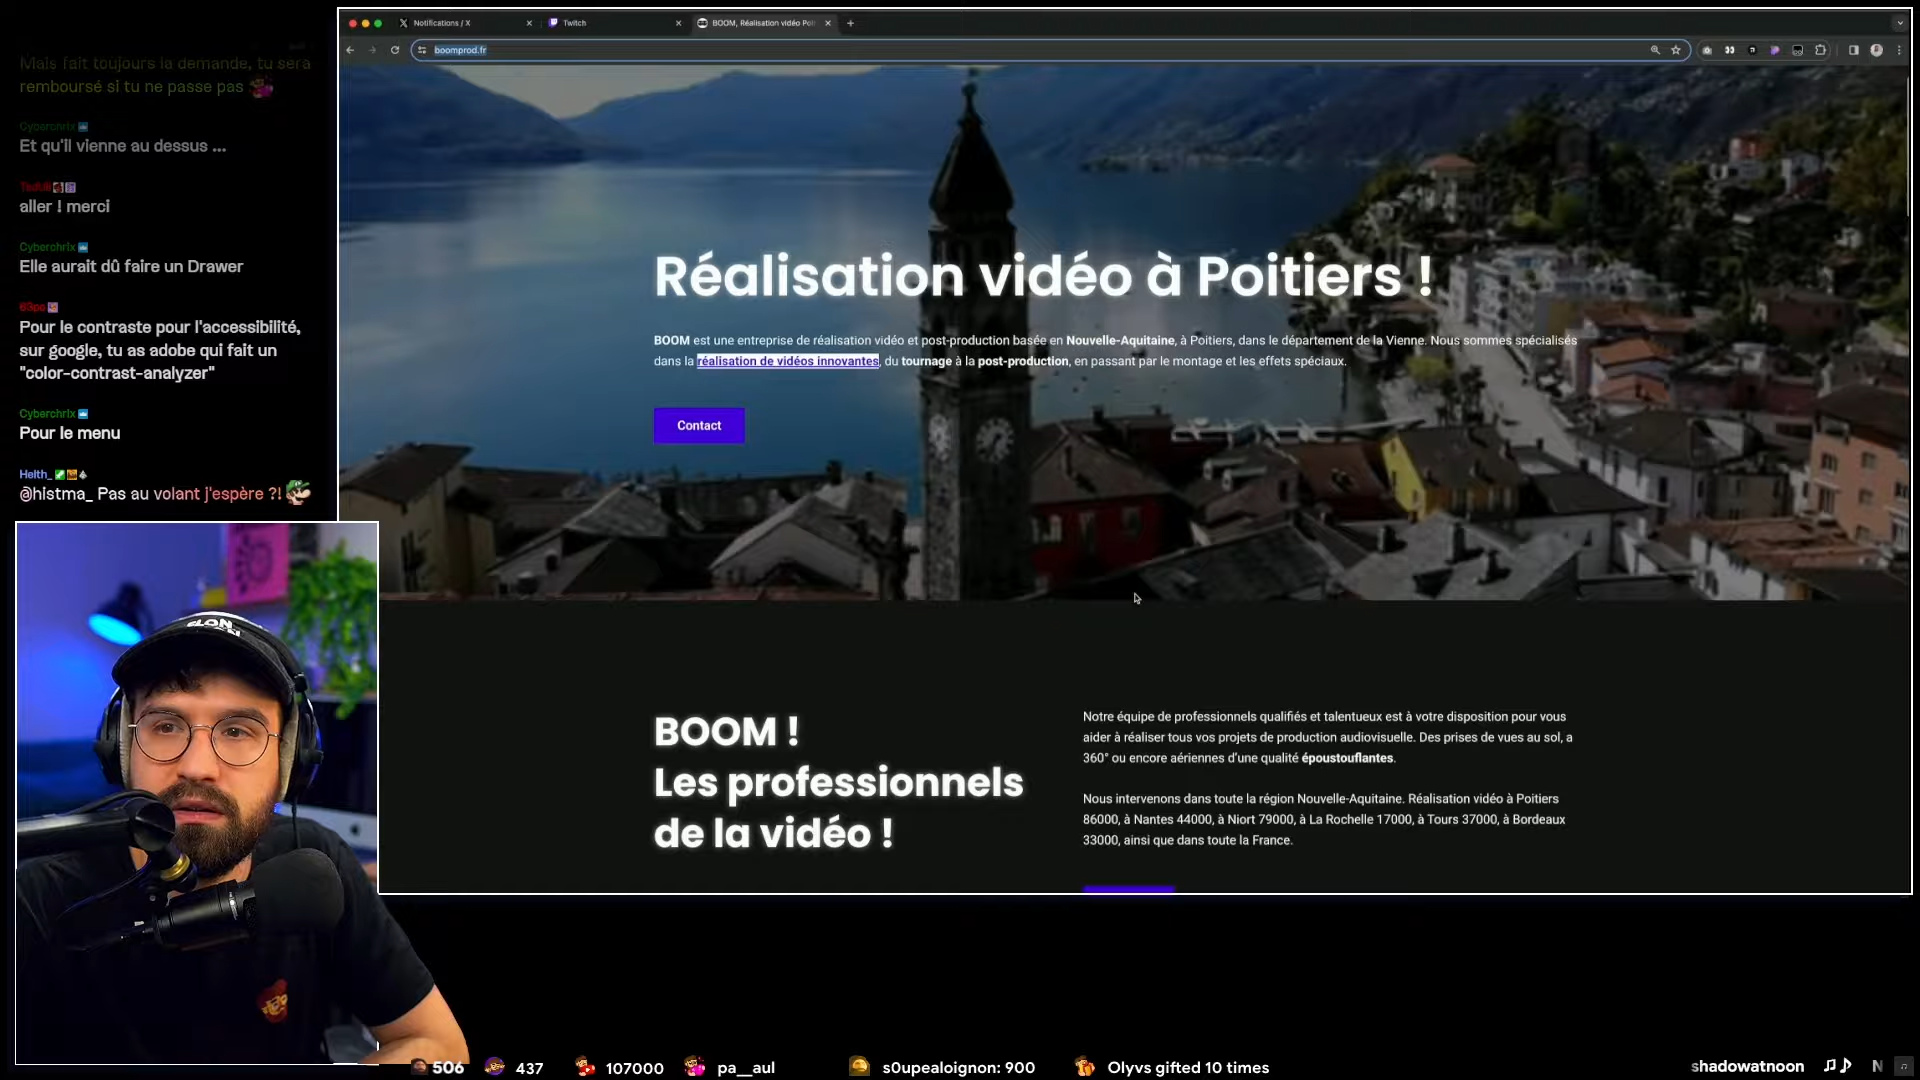 Mais fait toujours la demande, tu sera
remboursé si tu ne passe pas
Cyberchrix
Et qu'il vienne au dessus ...
aller ! merci
Cyberchrix
Elle aurait dû faire un Drawer
63po
Pour le contraste pour l'accessibilité,
sur google, tu as adobe qui fait un
"color-contrast-analyzer"
Cyberchrix
Pour le menu
Helth_
@histma_ Pas au volant j'espère ?!
Notifications / X
Twitch
BOOM, Réalisation vidéo Poi
boomprod.fr
Réalisation vidéo à Poitiers !
BOOM est une entreprise de réalisation vidéo et post-production basée en Nouvelle-Aquitaine, à Poitiers, dans le département de la Vienne. Nous sommes spécialisés
dans la réalisation de vidéos innovantes, du tournage à la post-production, en passant par le montage et les effets spéciaux.
Contact
BOOM !
Les professionnels
de la vidéo !
Notre équipe de professionnels qualifiés et talentueux est à votre disposition pour vous
aider à réaliser tous vos projets de production audiovisuelle. Des prises de vues au sol, a
360° ou encore aériennes d'une qualité époustouflantes.
Nous intervenons dans toute la région Nouvelle-Aquitaine. Réalisation vidéo à Poitiers
86000, à Nantes 44000, à Niort 79000, à La Rochelle 17000, à Tours 37000, à Bordeaux
33000, ainsi que dans toute la France.
506
437
107000
pa__aul
s0upealoignon: 900
Olyvs gifted 10 times
shadowatnoon
N